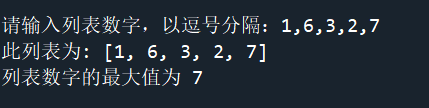 请输入列表数字，以逗号分隔：1,6,3,2,7
此列表为: [1, 6, 3, 2, 7]
列表数字的最大值为 7